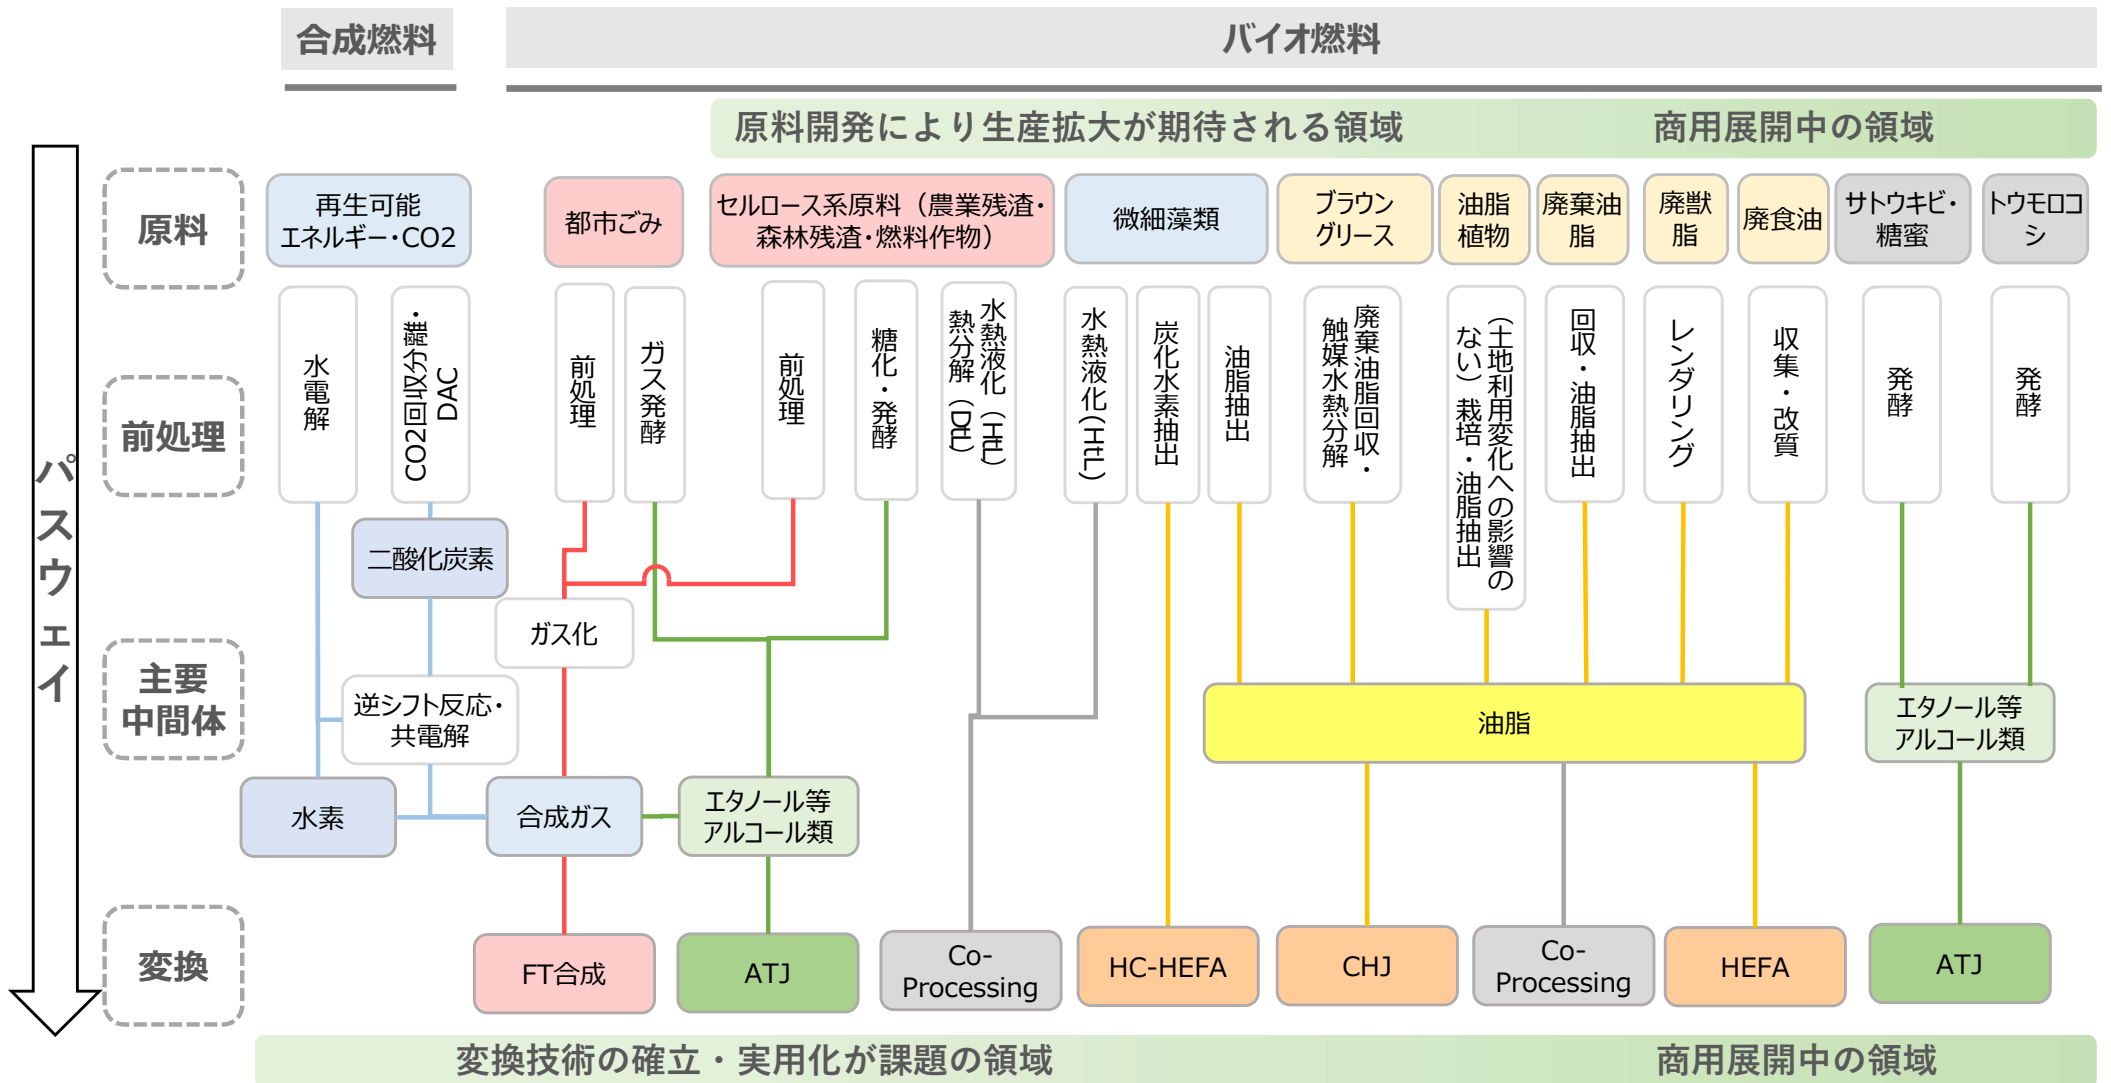 合成燃料
バイオ燃料
原料開発により生産拡大が期待される領域
商用展開中の領域
パスウェイ
原料
再生可能
エネルギー・CO2
都市ごみ
セルロース系原料（農業残渣・
森林残渣・燃料作物）
微細藻類
ブラウン
グリース
油脂
植物
廃棄油
脂
廃獣
脂
廃食油
サトウキビ・
糖蜜
トウモロコ
シ
前処理
水電解
CO2回収分離・
DAC
前処理
ガス発酵
前処理
糖化・発酵
水熱液化（HtL）
熱分解（DtL）
水熱液化(HtL)
炭化水素抽出
油脂抽出
廃棄油脂回収・
触媒水熱分解
（土地利用変化への影響の
ない）栽培・油脂抽出
回収・油脂抽出
レンダリング
収集・改質
発酵
発酵
二酸化炭素
ガス化
主要
中間体
逆シフト反応・
共電解
油脂
エタノール等
アルコール類
水素
合成ガス
エタノール等
アルコール類
変換
FT合成
ATJ
Co-
Processing
HC-HEFA
CHJ
Co-
Processing
HEFA
ATJ
変換技術の確立・実用化が課題の領域
商用展開中の領域